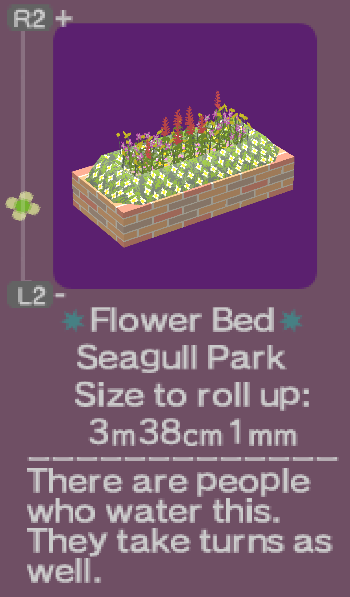 R2 +
L2 -
Flower Bed
Seagull Park
Size to roll up:
3m38cm1mm
There are people
who water this.
They take turns as
well.